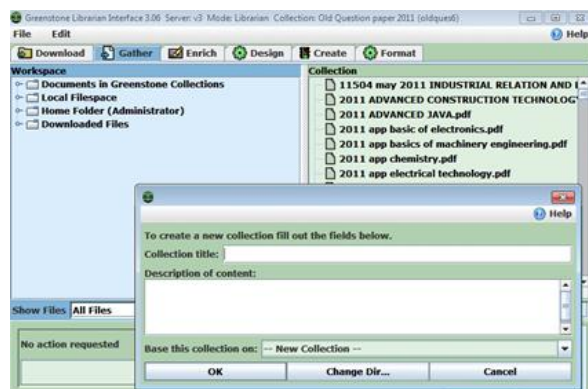 Greenstone Librarian Interface 3.06 Server: v3 Mode: Librarian Collection: Old Question paper 2011 (oldquest6)
File Edit
Help
Download Gather Enrich Design Create Format
Workspace
Documents in Greenstone Collections
Local Filespace
Home Folder (Administrator)
Downloaded Files
Collection
11504 may 2011 INDUSTRIAL RELATION AND
2011 ADVANCED CONSTRUCTION TECHNOLOG
2011 ADVANCED JAVA.pdf
2011 app basic of electronics.pdf
2011 app basics of machinery engineering.pdf
2011 app chemistry.pdf
2011 app electrical technology.pdf
Help
To create a new collection fill out the fields below.
Collection title:
Description of content:
Show Files All Files
No action requested
Base this collection on: -- New Collection --
OK Change Dir... Cancel